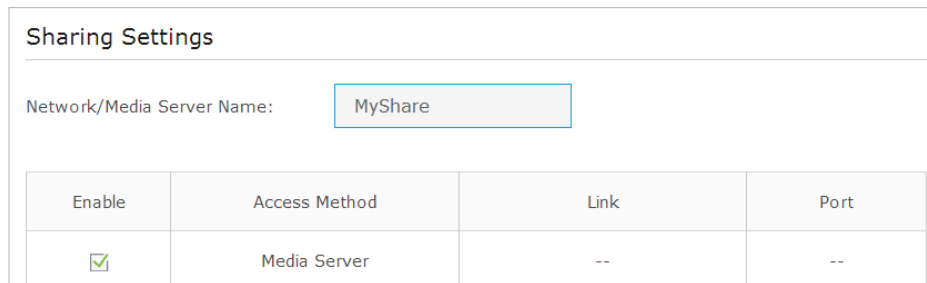 Sharing Settings
Network/Media Server Name: MyShare
Enable Access Method Link Port
Media Server -- --